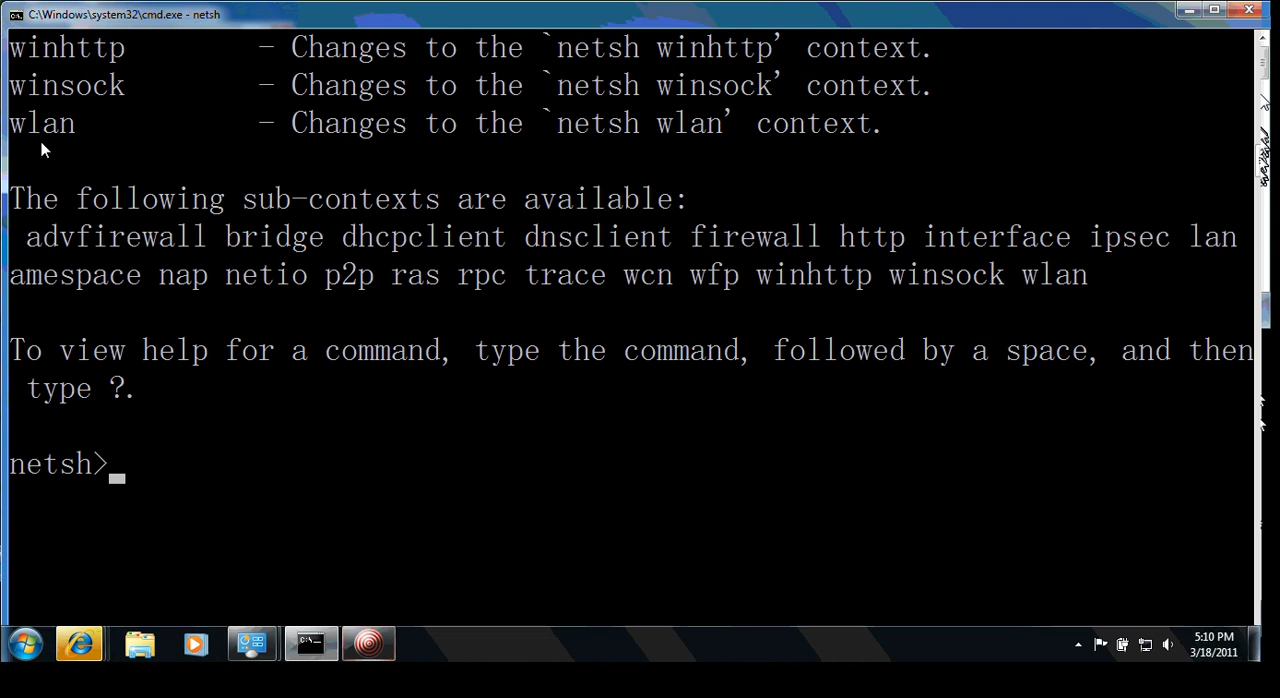 C:\Windows\system32\cmd.exe - netsh
winhttp - Changes to the `netsh winhttp' context.
winsock - Changes to the `netsh winsock' context.
wlan - Changes to the `netsh wlan' context.
The following sub-contexts are available:
advfirewall bridge dhcpclient dnsclient firewall http interface ipsec lan
amespace nap netio p2p ras rpc trace wcn wfp winhttp winsock wlan
To view help for a command, type the command, followed by a space, and then
type ?.
netsh>
5:10 PM
3/18/2011